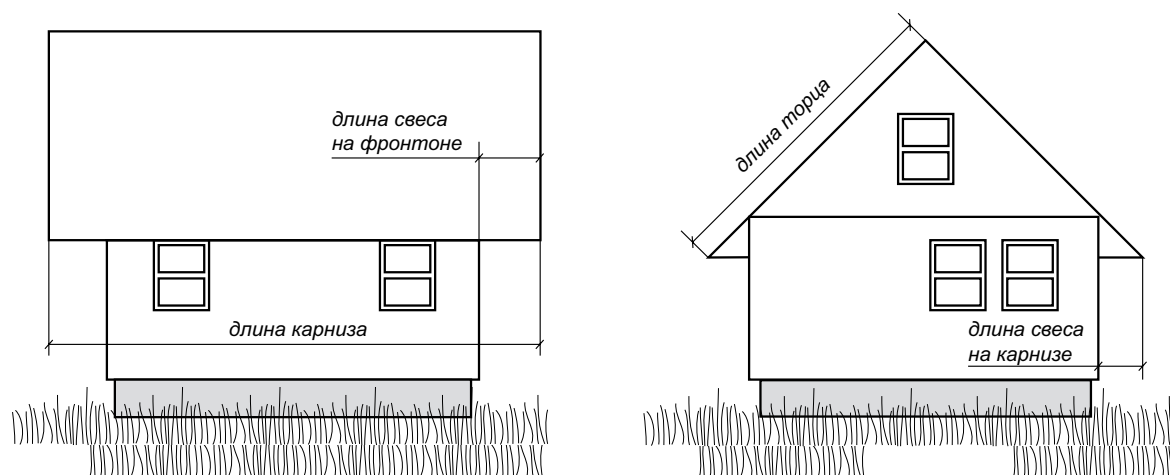 длина свеса
на фронтоне
длина карниза
длина торца
длина свеса
на карнизе